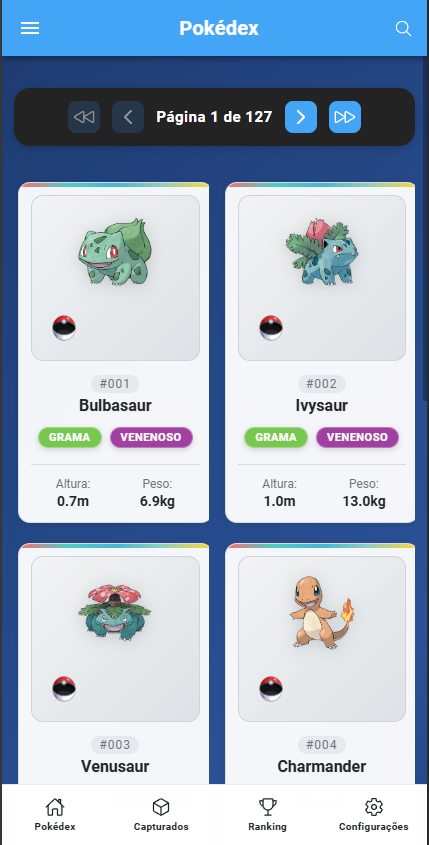 Pokédex
Página 1 de 127
#001
Bulbasaur
GRAMA VENENOSO
Altura: Peso:
0.7m 6.9kg
#002
Ivysaur
GRAMA VENENOSO
Altura: Peso:
1.0m 13.0kg
#003
Venusaur
#004
Charmander
Pokédex Capturados Ranking Configurações